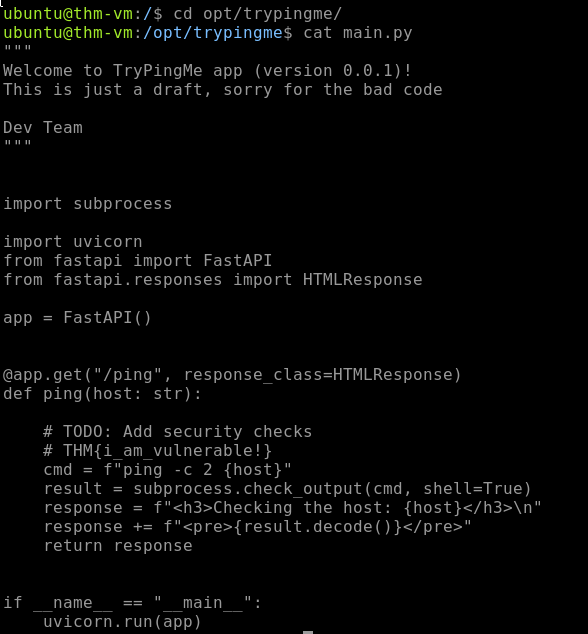 ubuntu@thm-vm:/$ cd opt/trypingme/
ubuntu@thm-vm:/opt/trypingme$ cat main.py
"""
Welcome to TryPingMe app (version 0.0.1)!
This is just a draft, sorry for the bad code

Dev Team
"""


import subprocess

import uvicorn
from fastapi import FastAPI
from fastapi.responses import HTMLResponse

app = FastAPI()


@app.get("/ping", response_class=HTMLResponse)
def ping(host: str):

    # TODO: Add security checks
    # THM{i_am_vulnerable!}
    cmd = f"ping -c 2 {host}"
    result = subprocess.check_output(cmd, shell=True)
    response = f"<h3>Checking the host: {host}</h3>\n"
    response += f"<pre>{result.decode()}</pre>"
    return response


if __name__ == "__main__":
    uvicorn.run(app)